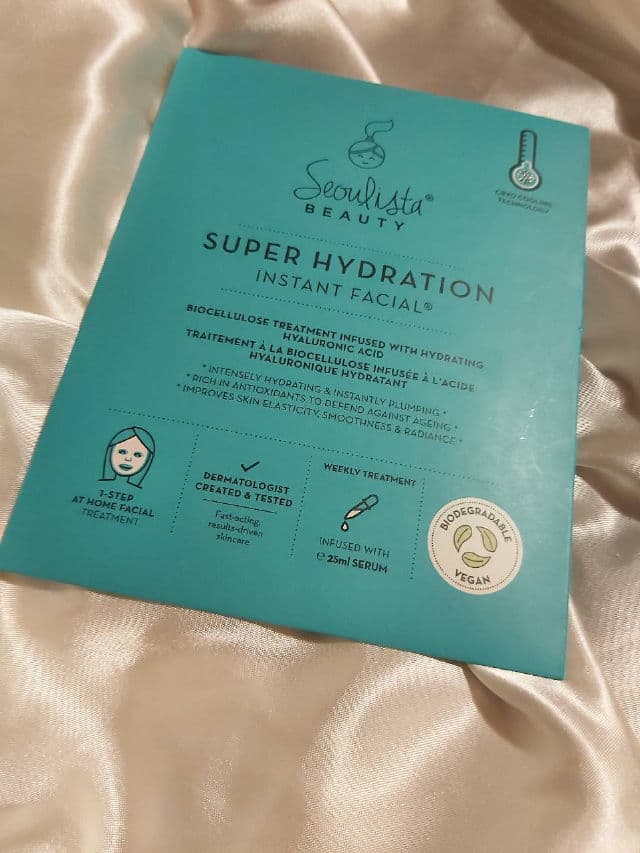 Seoulista®
BEAUTY
CRYO COOLING
TECHNOLOGY
SUPER HYDRATION
INSTANT FACIAL®
BIOCELLULOSE TREATMENT INFUSED WITH HYDRATING
HYALURONIC ACID
TRAITEMENT À LA BIOCELLULOSE INFUSÉE À L'ACIDE
HYALURONIQUE HYDRATANT
* INTENSELY HYDRATING & INSTANTLY PLUMPING *
* RICH IN ANTIOXIDANTS TO DEFEND AGAINST AGEING *
* IMPROVES SKIN ELASTICITY, SMOOTHNESS & RADIANCE *
1-STEP
AT HOME FACIAL
TREATMENT
DERMATOLOGIST
CREATED & TESTED
Fast-acting,
results-driven
skincare
WEEKLY TREATMENT
INFUSED WITH
℮ 25ml SERUM
BIODEGRADABLE
VEGAN